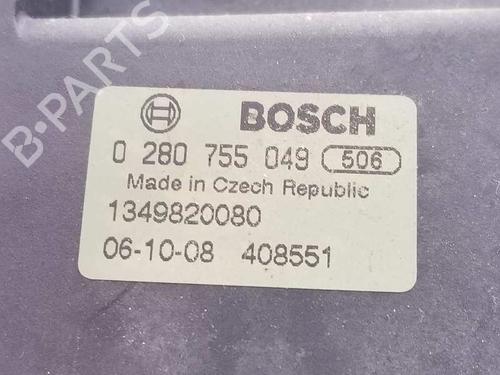 BOSCH
0 280 755 049 506
Made in Czech Republic
1349820080
06-10-08 408551
B-PARTS